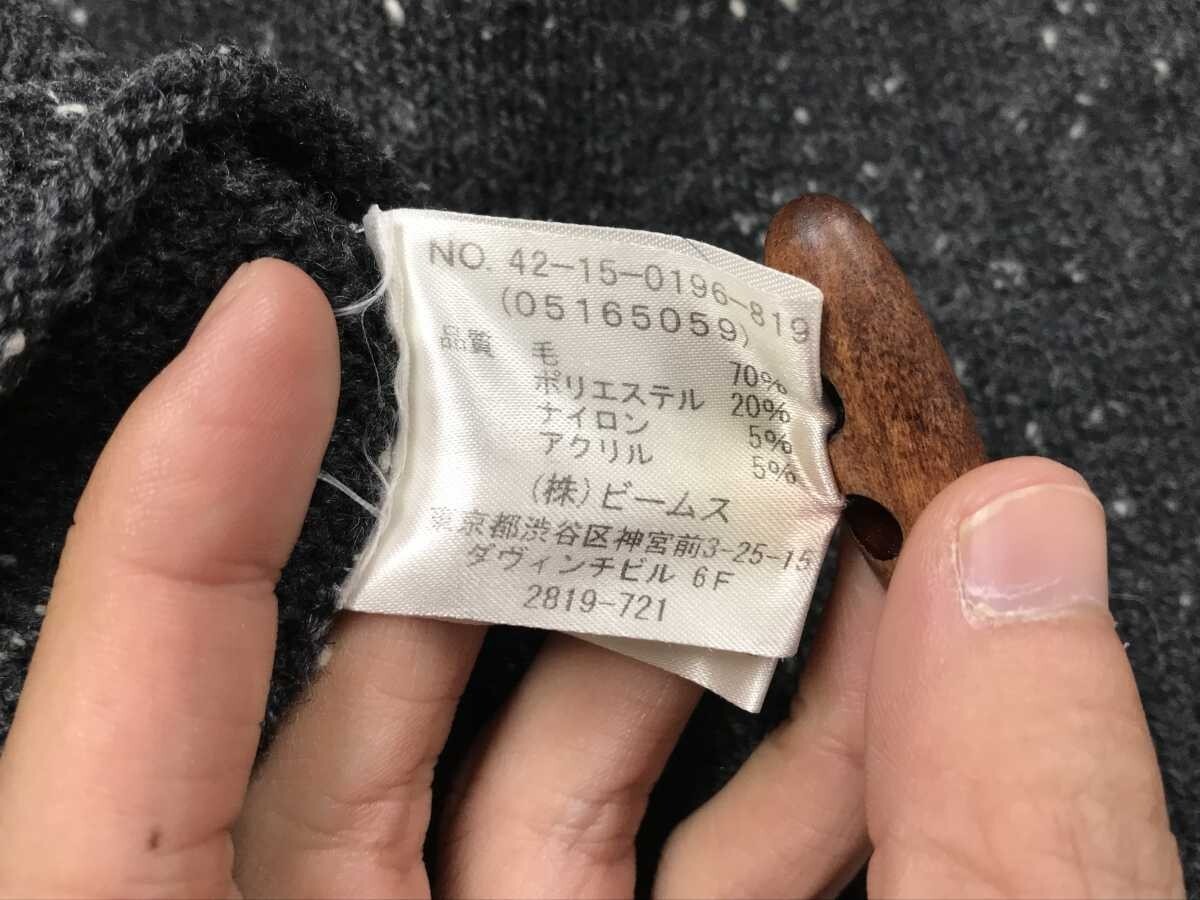 NO. 42-15-0196-819
(05165059)
品質 毛 70%
ポリエステル 20%
ナイロン 5%
アクリル 5%
(株)ビームス
東京都渋谷区神宮前3-25-15
ダヴィンチビル 6F
2819-721